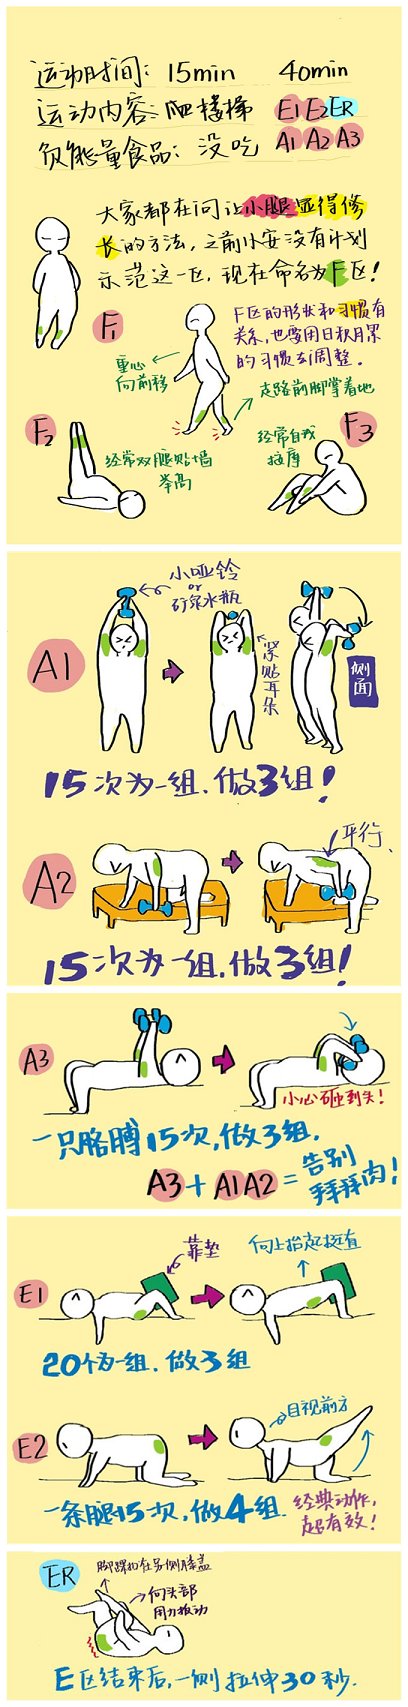 运动时间: 15min 40min
运动内容: 爬楼梯 E1 E2 ER
负能量食品: 没吃 A1 A2 A3
大家都在问让小腿显得修
长的方法，之前小安没有计划
示范这一区，现在命名为F区!
F1
F区的形状和习惯有
关系，也要用日积月累
的习惯去调整。
重心
向前移
走路前脚掌着地
F2
经常双腿贴墙
举高
F3
经常自我
按摩
小哑铃
or
矿泉水瓶
A1
紧贴耳朵
侧面
15次为一组，做3组!
A2
平行、
15次为一组，做3组!
A3
小心砸到头!
一只胳膊15次，做3组.
A3+A1A2=告别
拜拜肉!
E1
靠垫
向上抬起挺直
20个为一组．做3组
E2
目视前方
一条腿15次，做4组.
经典动作，
超有效!
ER
脚踝扣在另一侧膝盖
向头部
用力扳动
E区结束后，一侧拉伸30秒.